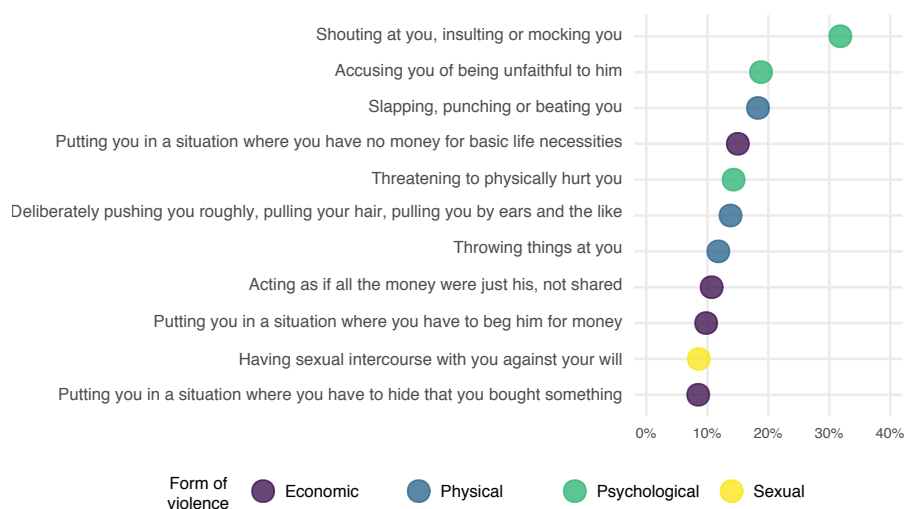 Shouting at you, insulting or mocking you
Accusing you of being unfaithful to him
Slapping, punching or beating you
Putting you in a situation where you have no money for basic life necessities
Threatening to physically hurt you
Deliberately pushing you roughly, pulling your hair, pulling you by ears and the like
Throwing things at you
Acting as if all the money were just his, not shared
Putting you in a situation where you have to beg him for money
Having sexual intercourse with you against your will
Putting you in a situation where you have to hide that you bought something
0% 10% 20% 30% 40%
Form of
violence
Economic Physical Psychological Sexual